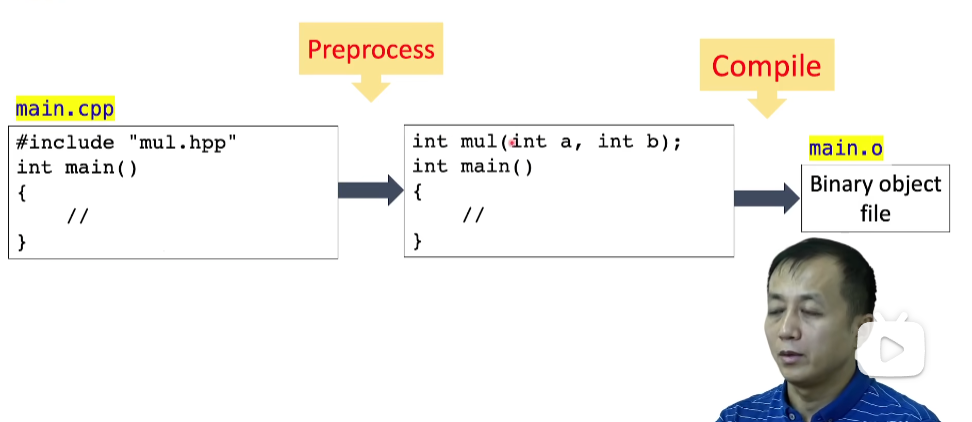 Preprocess
Compile
main.cpp
#include "mul.hpp"
int main()
{
//
}
int mul(int a, int b);
int main()
{
//
}
main.o
Binary object
file